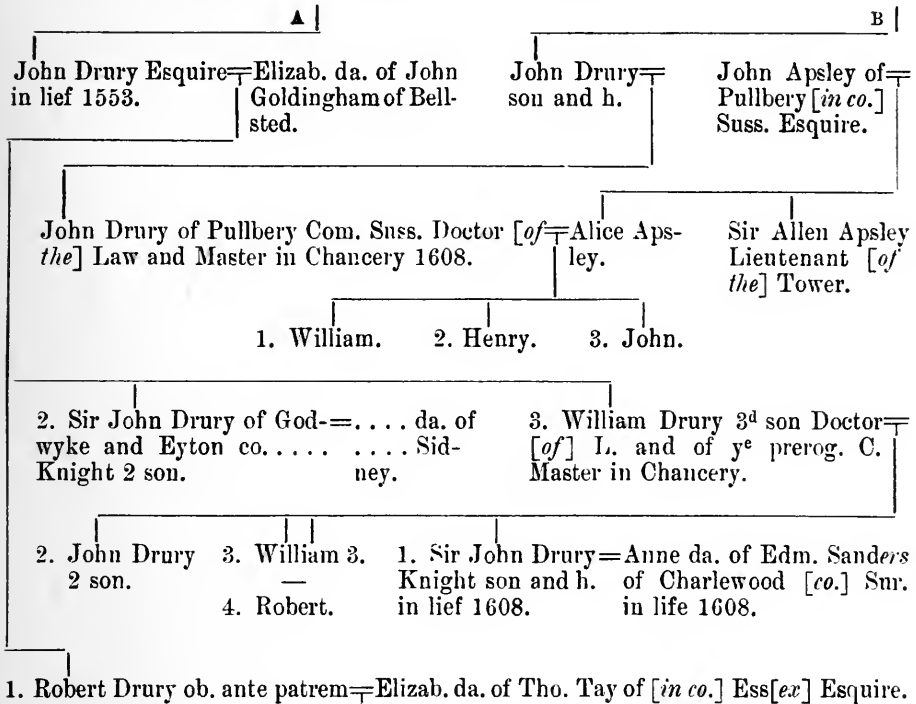 A B
John Drury Esquire=Elizab. da. of John
in lief 1553. Goldingham of Bell-
sted.
John Drury=
son and h.
John Apsley of=
Pullbery [in co.]
Suss. Esquire.
John Drury of Pullbery Com. Suss. Doctor [of=Alice Aps-
the] Law and Master in Chancery 1608. ley.
Sir Allen Apsley
Lieutenant [of
the] Tower.
1. William. 2. Henry. 3. John.
2. Sir John Drury of God-=.... da. of
wyke and Eyton co..... .... Sid-
Knight 2 son. ney.
3. William Drury 3d son Doctor=
[of] L. and of ye prerog. C.
Master in Chancery.
2. John Drury
2 son.
3. William 3.
—
4. Robert.
1. Sir John Drury=Anne da. of Edm. Sanders
Knight son and h. of Charlewood [co.] Sur.
in lief 1608. in life 1608.
1. Robert Drury ob. ante patrem=Elizab. da. of Tho. Tay of [in co.] Ess[ex] Esquire.